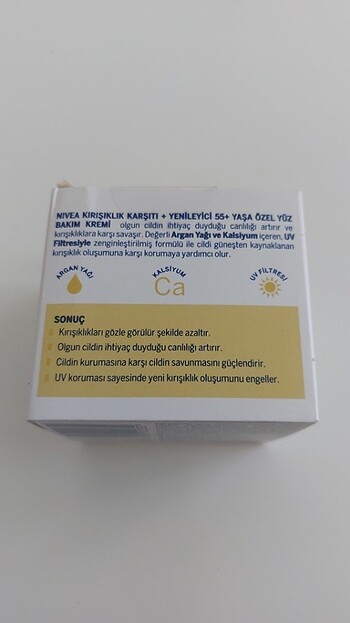 NIVEA KIRIŞIKLIK KARŞITI + YENİLEYİCİ 55+ YAŞA ÖZEL YÜZ
BAKIM KREMİ olgun cildin ihtiyaç duyduğu canlılığı artırır ve
kırışıklıklara karşı savaşır. Değerli Argan Yağı ve Kalsiyum içeren, UV
Filtresiyle zenginleştirilmiş formülü ile cildi güneşten kaynaklanan
kırışıklık oluşumuna karşı korumaya yardımcı olur.
ARGAN YAĞI
KALSİYUM
UV FİLTRESİ
Ca
SONUÇ
Kırışıklıkları gözle görülür şekilde azaltır.
Olgun cildin ihtiyaç duyduğu canlılığı artırır.
Cildin kurumasına karşı cildin savunmasını güçlendirir.
UV koruması sayesinde yeni kırışıklık oluşumunu engeller.